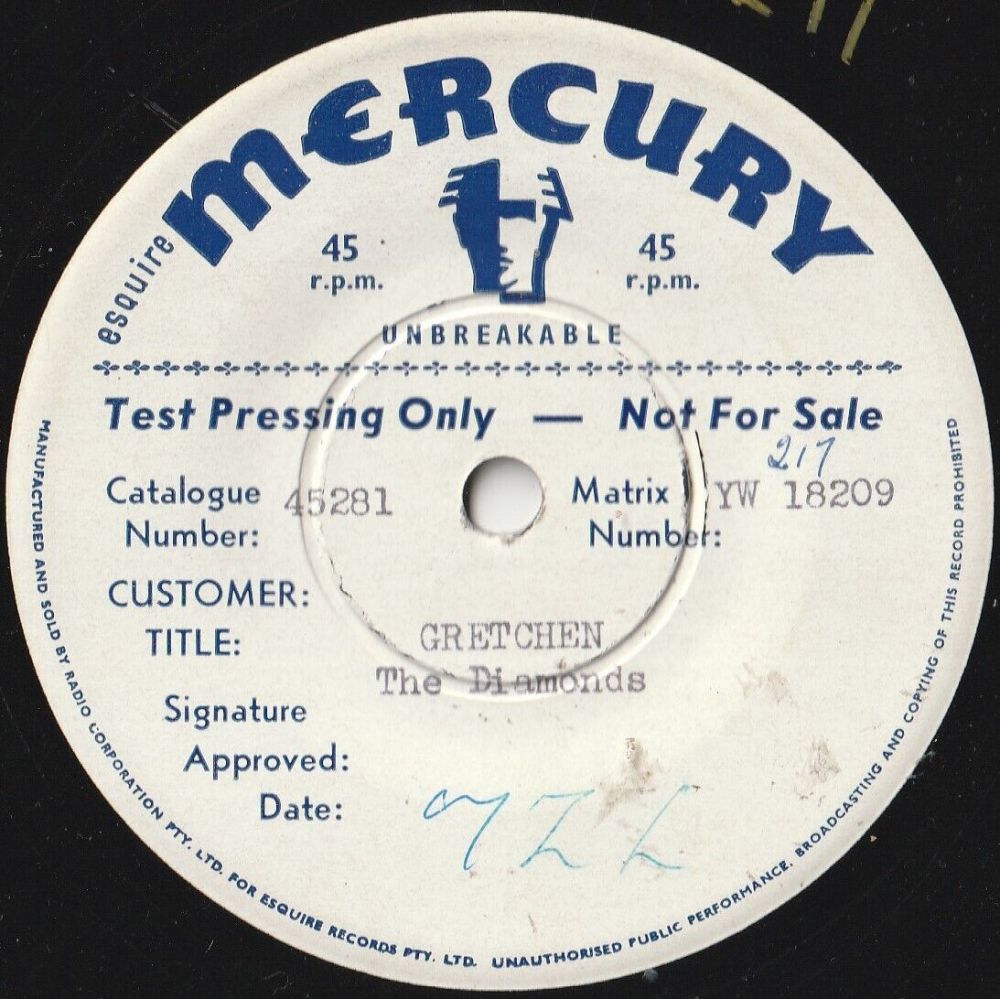 esquire MERCURY
45 r.p.m.
45 r.p.m.
UNBREAKABLE
Test Pressing Only — Not For Sale
217
Catalogue Number: 45281
Matrix Number: YW 18209
CUSTOMER:
TITLE: GRETCHEN
The Diamonds
Signature
Approved:
Date:
MANUFACTURED AND SOLD BY RADIO CORPORATION PTY. LTD. FOR ESQUIRE RECORDS PTY. LTD. UNAUTHORISED PUBLIC PERFORMANCE, BROADCASTING AND COPYING OF THIS RECORD PROHIBITED